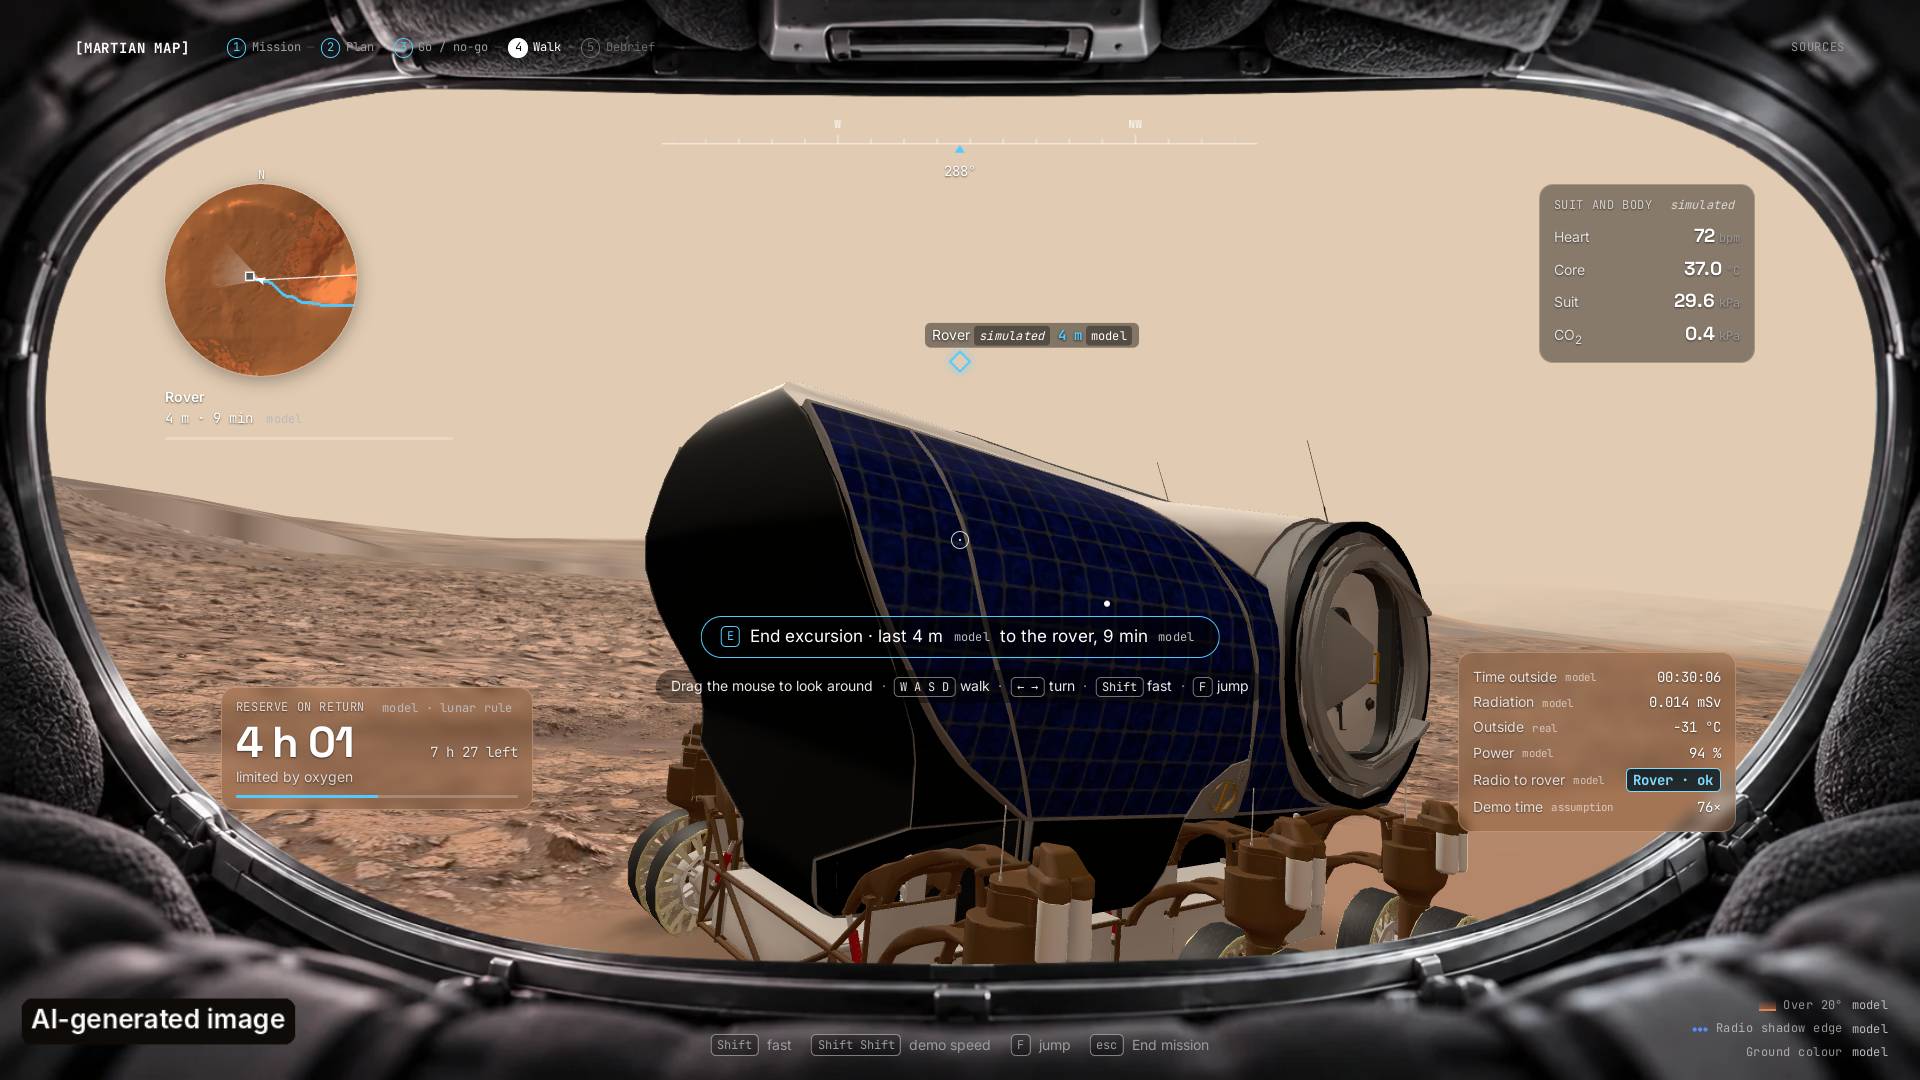 [MARTIAN MAP] 1 Mission 2 Plan 3 Go / no-go 4 Walk 5 Debrief SOURCES
W NW
288°
N
Rover
4 m · 9 min model
SUIT AND BODY simulated
Heart 72 bpm
Core 37.0 °C
Suit 29.6 kPa
CO2 0.4 kPa
Rover simulated 4 m model
E End excursion · last 4 m model to the rover, 9 min model
Drag the mouse to look around · W A S D walk · ← → turn · Shift fast · F jump
RESERVE ON RETURN model · lunar rule
4 h 01 7 h 27 left
limited by oxygen
Time outside model 00:30:06
Radiation model 0.014 mSv
Outside real -31 °C
Power model 94 %
Radio to rover model Rover · ok
Demo time assumption 76×
AI-generated image
Shift fast Shift Shift demo speed F jump esc End mission
Over 20° model
Radio shadow edge model
Ground colour model